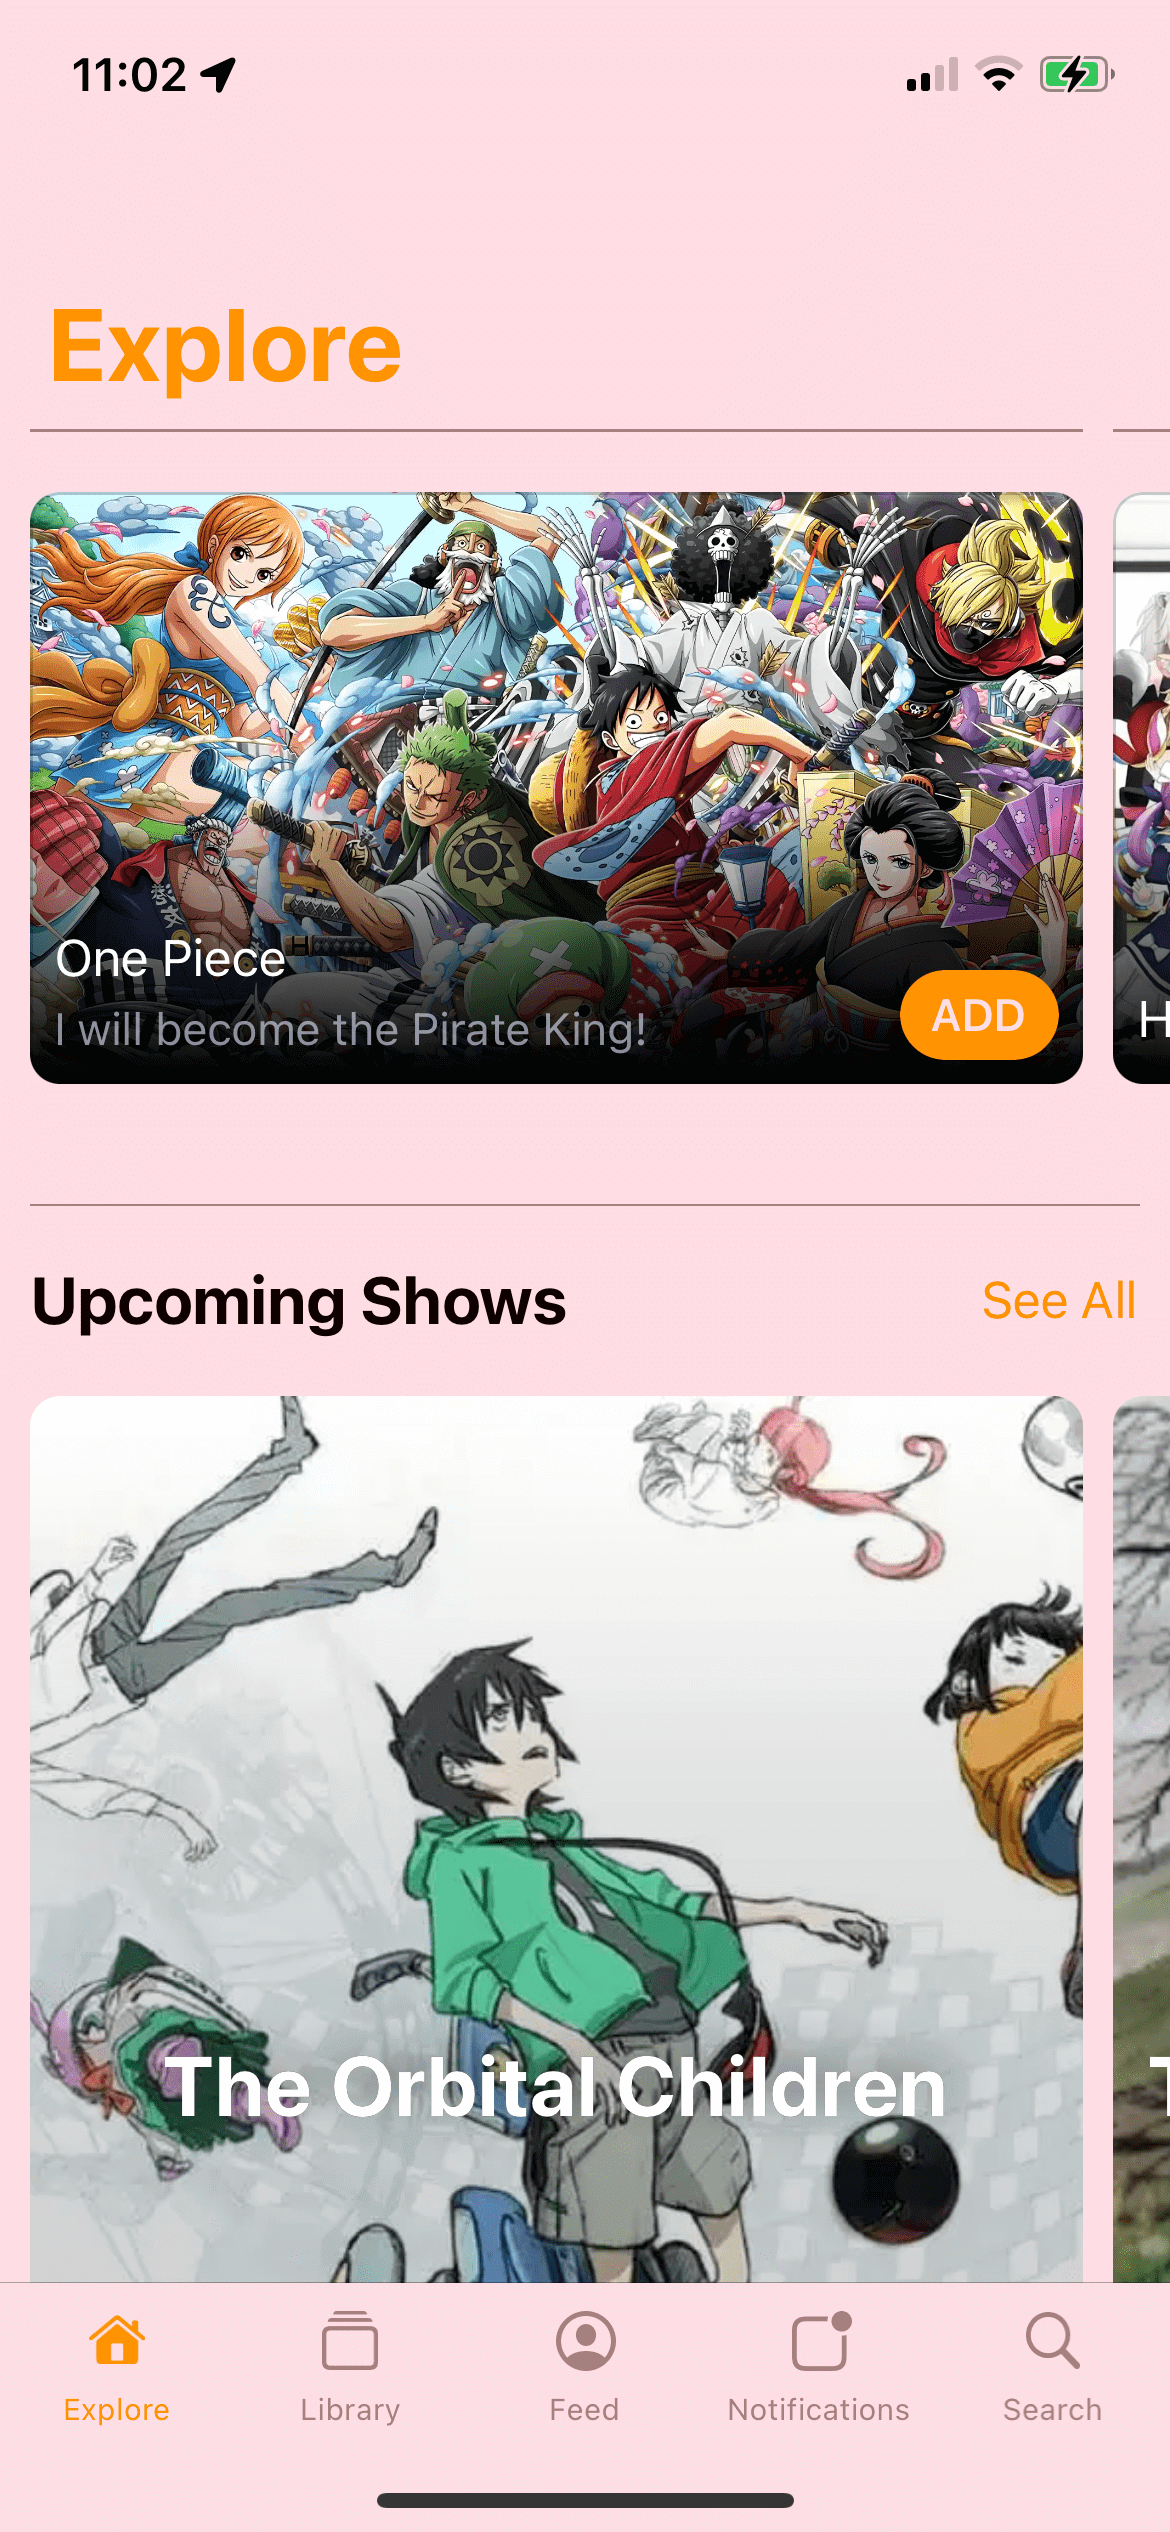 11:02
Explore
One Piece
I will become the Pirate King!
ADD
H
Upcoming Shows
See All
The Orbital Children
T
Explore
Library
Feed
Notifications
Search